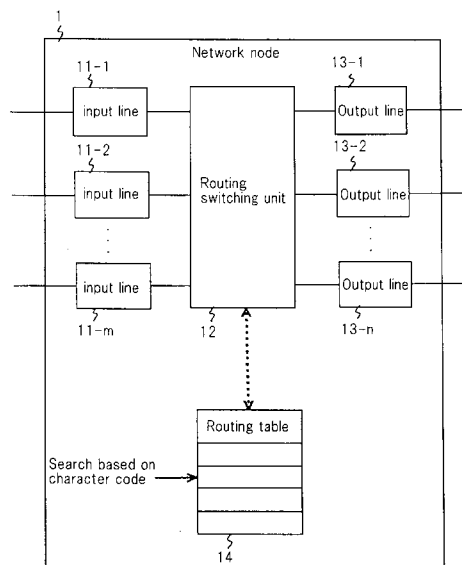 1
Network node
11-1
13-1
input line
Output line
11-2
13-2
input line
Routing
switching unit
Output line
input line
Output line
11-m
12
13-n
Routing table
Search based on
character code
14